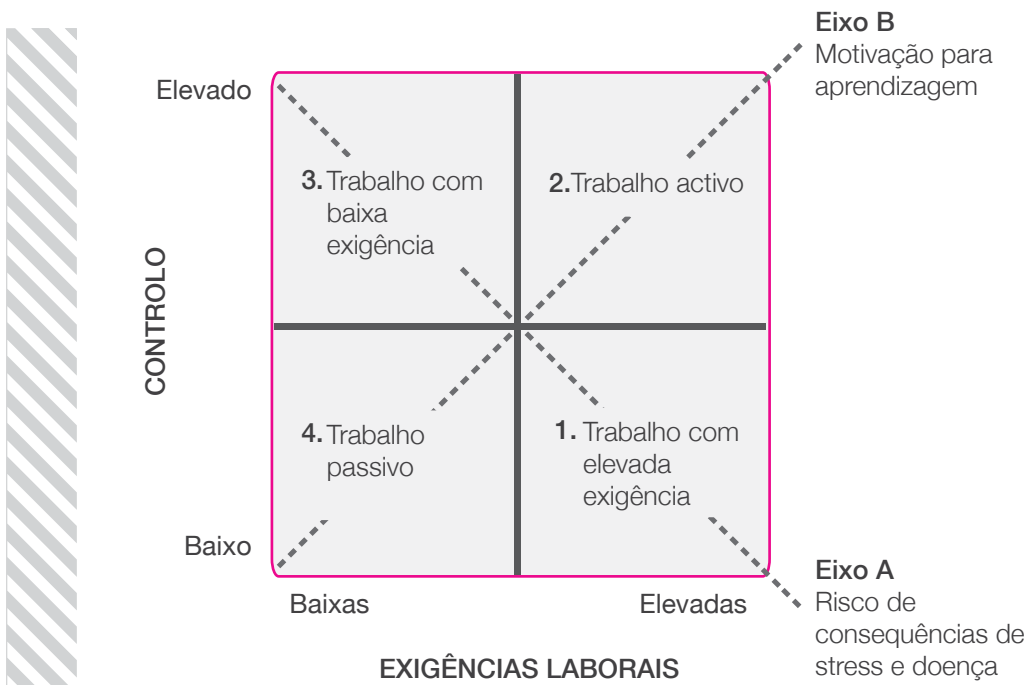 Eixo B
Motivação para
aprendizagem
Elevado
3. Trabalho com
baixa
exigência
2.Trabalho activo
CONTROLO
4. Trabalho
passivo
1. Trabalho com
elevada
exigência
Baixo
Baixas
Elevadas
Eixo A
Risco de
consequências de
stress e doença
EXIGÊNCIAS LABORAIS